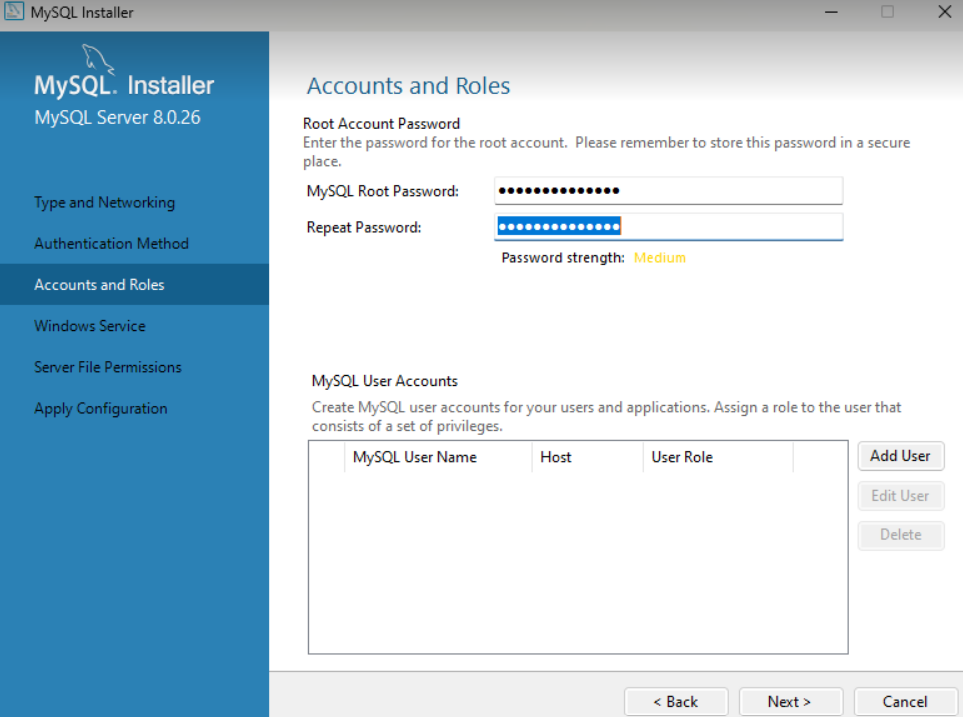 MySQL Installer
MySQL. Installer
MySQL Server 8.0.26
Type and Networking
Authentication Method
Accounts and Roles
Windows Service
Server File Permissions
Apply Configuration
Accounts and Roles
Root Account Password
Enter the password for the root account. Please remember to store this password in a secure
place.
MySQL Root Password: ●●●●●●●●●●●●●●
Repeat Password: ●●●●●●●●●●●●●●
Password strength: Medium
MySQL User Accounts
Create MySQL user accounts for your users and applications. Assign a role to the user that
consists of a set of privileges.
MySQL User Name Host User Role
Add User
Edit User
Delete
< Back Next > Cancel